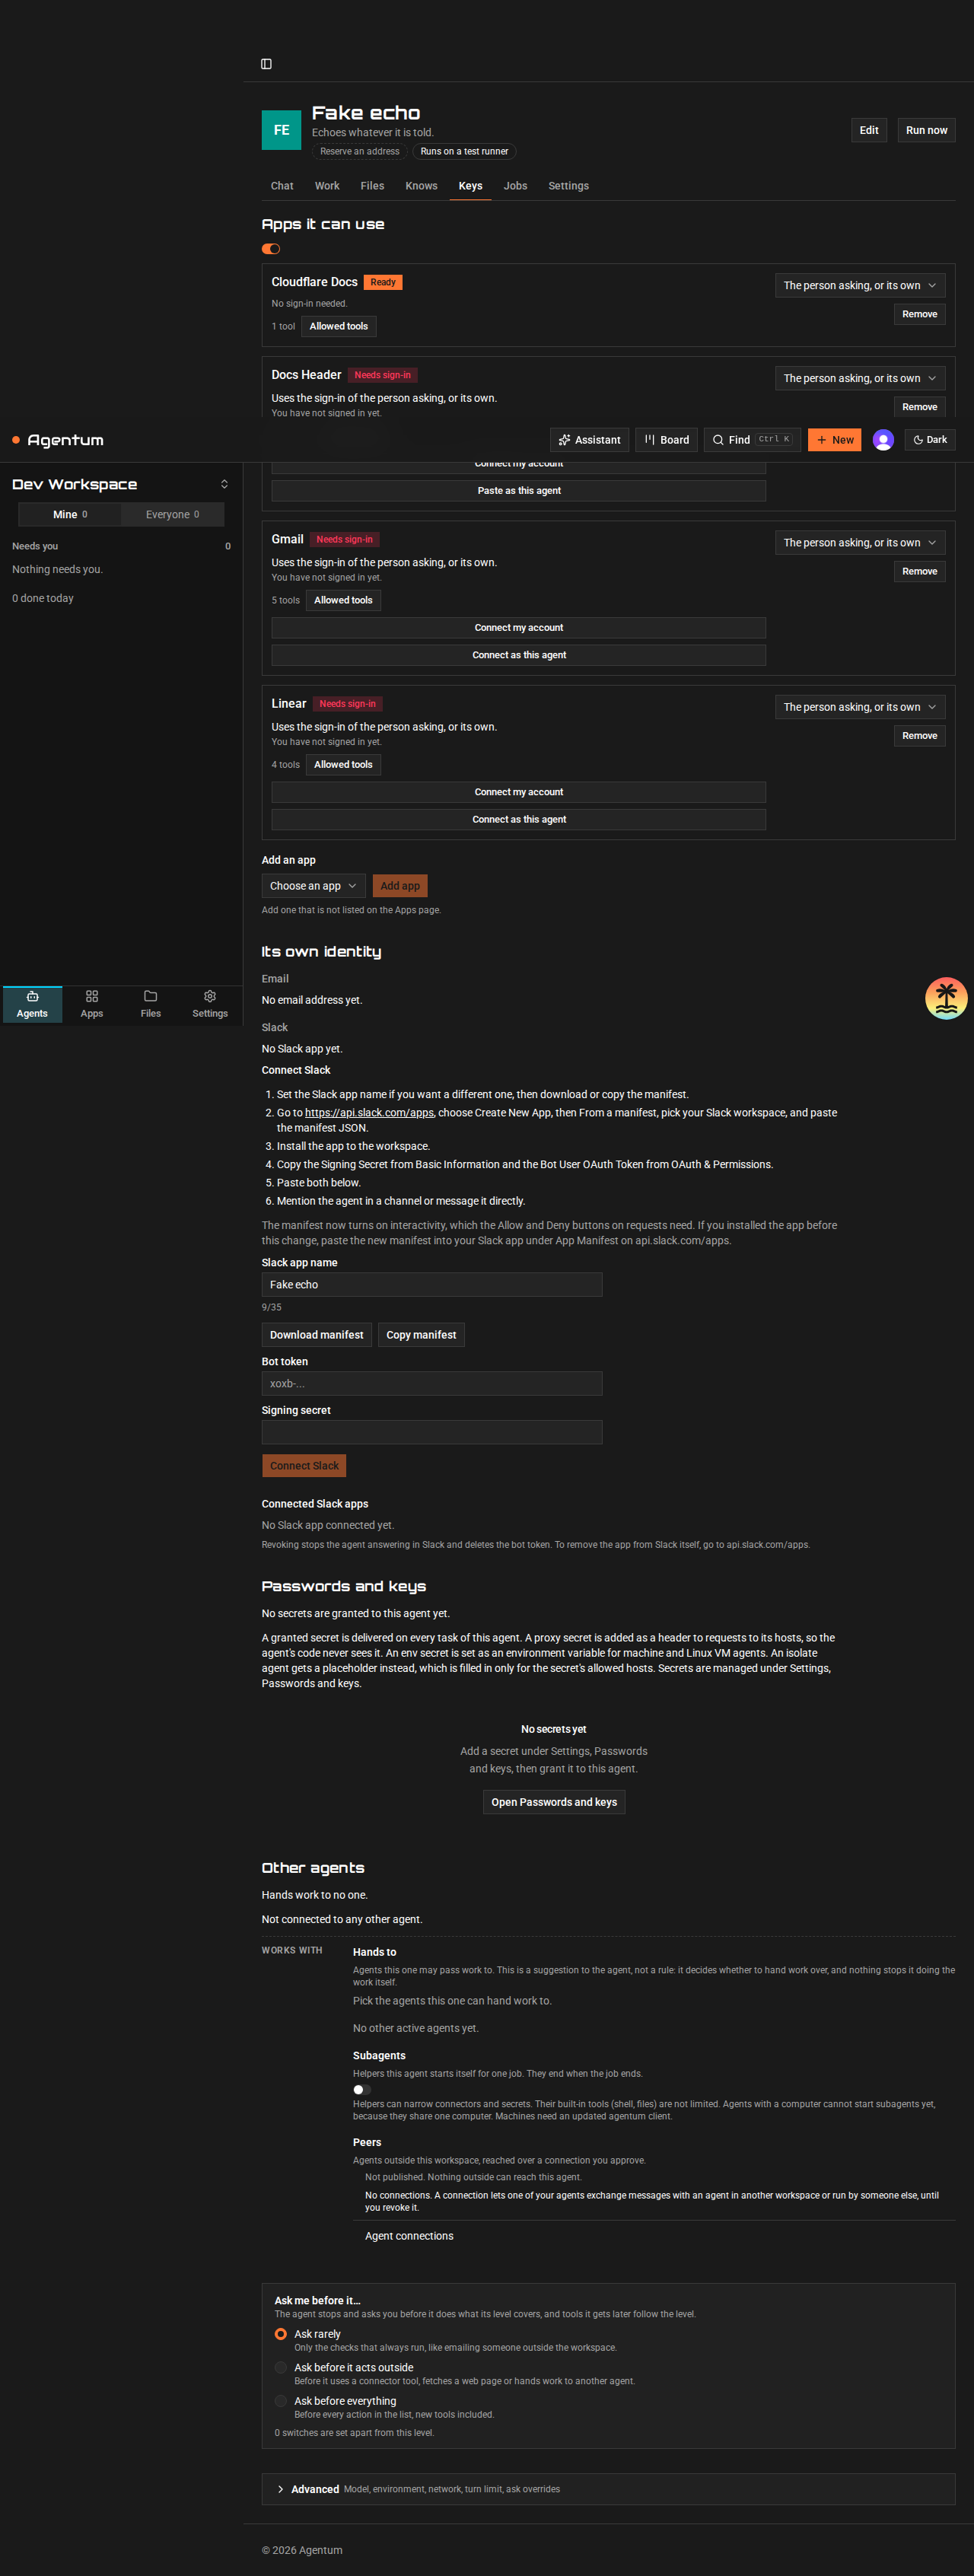 FE
Fake echo
Echoes whatever it is told.
Reserve an address
Runs on a test runner
Edit
Run now
Chat
Work
Files
Knows
Keys
Jobs
Settings
Apps it can use
Cloudflare Docs
Ready
The person asking, or its own
No sign-in needed.
Remove
1 tool
Allowed tools
Docs Header
Needs sign-in
The person asking, or its own
Uses the sign-in of the person asking, or its own.
Remove
You have not signed in yet.
Agentum
Assistant
Board
Find
Ctrl K
New
Dark
Dev Workspace
Mine 0
Everyone 0
Needs you
0
Nothing needs you.
0 done today
Connect my account
Paste as this agent
Gmail
Needs sign-in
The person asking, or its own
Uses the sign-in of the person asking, or its own.
Remove
You have not signed in yet.
5 tools
Allowed tools
Connect my account
Connect as this agent
Linear
Needs sign-in
The person asking, or its own
Uses the sign-in of the person asking, or its own.
Remove
You have not signed in yet.
4 tools
Allowed tools
Connect my account
Connect as this agent
Add an app
Choose an app
Add app
Add one that is not listed on the Apps page.
Its own identity
Email
No email address yet.
Agents
Apps
Files
Settings
Slack
No Slack app yet.
Connect Slack
1. Set the Slack app name if you want a different one, then download or copy the manifest.
2. Go to https://api.slack.com/apps, choose Create New App, then From a manifest, pick your Slack workspace, and paste
the manifest JSON.
3. Install the app to the workspace.
4. Copy the Signing Secret from Basic Information and the Bot User OAuth Token from OAuth & Permissions.
5. Paste both below.
6. Mention the agent in a channel or message it directly.
The manifest now turns on interactivity, which the Allow and Deny buttons on requests need. If you installed the app before
this change, paste the new manifest into your Slack app under App Manifest on api.slack.com/apps.
Slack app name
Fake echo
9/35
Download manifest
Copy manifest
Bot token
xoxb-...
Signing secret
Connect Slack
Connected Slack apps
No Slack app connected yet.
Revoking stops the agent answering in Slack and deletes the bot token. To remove the app from Slack itself, go to api.slack.com/apps.
Passwords and keys
No secrets are granted to this agent yet.
A granted secret is delivered on every task of this agent. A proxy secret is added as a header to requests to its hosts, so the
agent's code never sees it. An env secret is set as an environment variable for machine and Linux VM agents. An isolate
agent gets a placeholder instead, which is filled in only for the secret's allowed hosts. Secrets are managed under Settings,
Passwords and keys.
No secrets yet
Add a secret under Settings, Passwords
and keys, then grant it to this agent.
Open Passwords and keys
Other agents
Hands work to no one.
Not connected to any other agent.
WORKS WITH
Hands to
Agents this one may pass work to. This is a suggestion to the agent, not a rule: it decides whether to hand work over, and nothing stops it doing the
work itself.
Pick the agents this one can hand work to.
No other active agents yet.
Subagents
Helpers this agent starts itself for one job. They end when the job ends.
Helpers can narrow connectors and secrets. Their built-in tools (shell, files) are not limited. Agents with a computer cannot start subagents yet,
because they share one computer. Machines need an updated agentum client.
Peers
Agents outside this workspace, reached over a connection you approve.
Not published. Nothing outside can reach this agent.
No connections. A connection lets one of your agents exchange messages with an agent in another workspace or run by someone else, until
you revoke it.
Agent connections
Ask me before it...
The agent stops and asks you before it does what its level covers, and tools it gets later follow the level.
Ask rarely
Only the checks that always run, like emailing someone outside the workspace.
Ask before it acts outside
Before it uses a connector tool, fetches a web page or hands work to another agent.
Ask before everything
Before every action in the list, new tools included.
0 switches are set apart from this level.
Advanced
Model, environment, network, turn limit, ask overrides
© 2026 Agentum